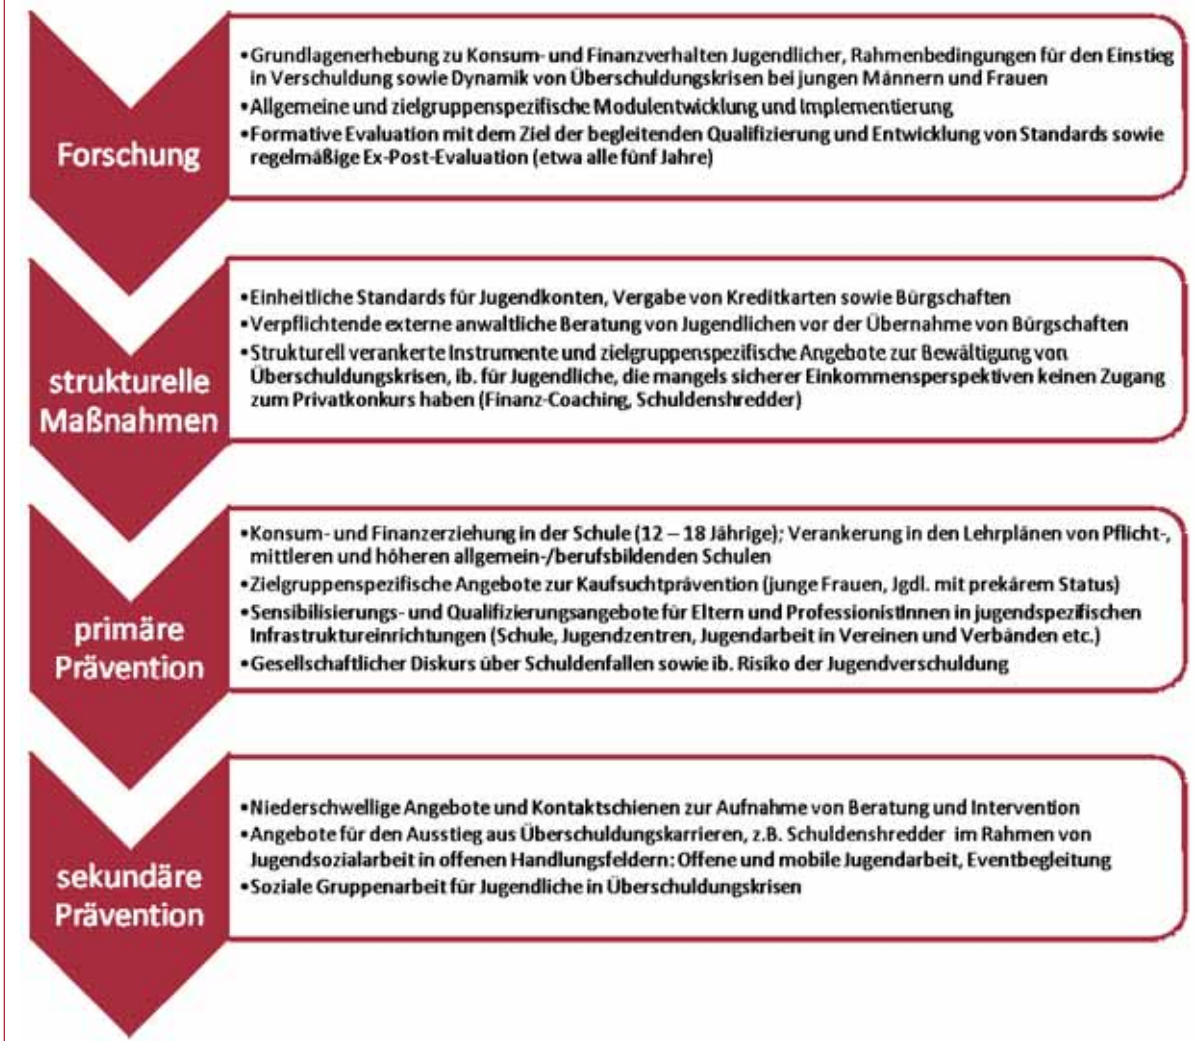 Forschung
•Grundlagenerhebung zu Konsum- und Finanzverhalten Jugendlicher, Rahmenbedingungen für den Einstieg
in Verschuldung sowie Dynamik von Überschuldungskrisen bei jungen Männern und Frauen
•Allgemeine und zielgruppenspezifische Modulentwicklung und Implementierung
•Formative Evaluation mit dem Ziel der begleitenden Qualifizierung und Entwicklung von Standards sowie
regelmäßige Ex-Post-Evaluation (etwa alle fünf Jahre)
strukturelle
Maßnahmen
•Einheitliche Standards für Jugendkonten, Vergabe von Kreditkarten sowie Bürgschaften
•Verpflichtende externe anwaltliche Beratung von Jugendlichen vor der Übernahme von Bürgschaften
•Strukturell verankerte Instrumente und zielgruppenspezifische Angebote zur Bewältigung von
Überschuldungskrisen, ib. für Jugendliche, die mangels sicherer Einkommensperspektiven keinen Zugang
zum Privatkonkurs haben (Finanz-Coaching, Schuldenshredder)
primäre
Prävention
•Konsum- und Finanzerziehung in der Schule (12 – 18 Jährige); Verankerung in den Lehrplänen von Pflicht-,
mittleren und höheren allgemein-/berufsbildenden Schulen
•Zielgruppenspezifische Angebote zur Kaufsuchtprävention (junge Frauen, Jgdl. mit prekärem Status)
•Sensibilisierungs- und Qualifizierungsangebote für Eltern und ProfessionistInnen in jugendspezifischen
Infrastruktureinrichtungen (Schule, Jugendzentren, Jugendarbeit in Vereinen und Verbänden etc.)
•Gesellschaftlicher Diskurs über Schuldenfallen sowie ib. Risiko der Jugendverschuldung
sekundäre
Prävention
•Niederschwellige Angebote und Kontaktschienen zur Aufnahme von Beratung und Intervention
•Angebote für den Ausstieg aus Überschuldungskarrieren, z.B. Schuldenshredder im Rahmen von
Jugendsozialarbeit in offenen Handlungsfeldern: Offene und mobile Jugendarbeit, Eventbegleitung
•Soziale Gruppenarbeit für Jugendliche in Überschuldungskrisen